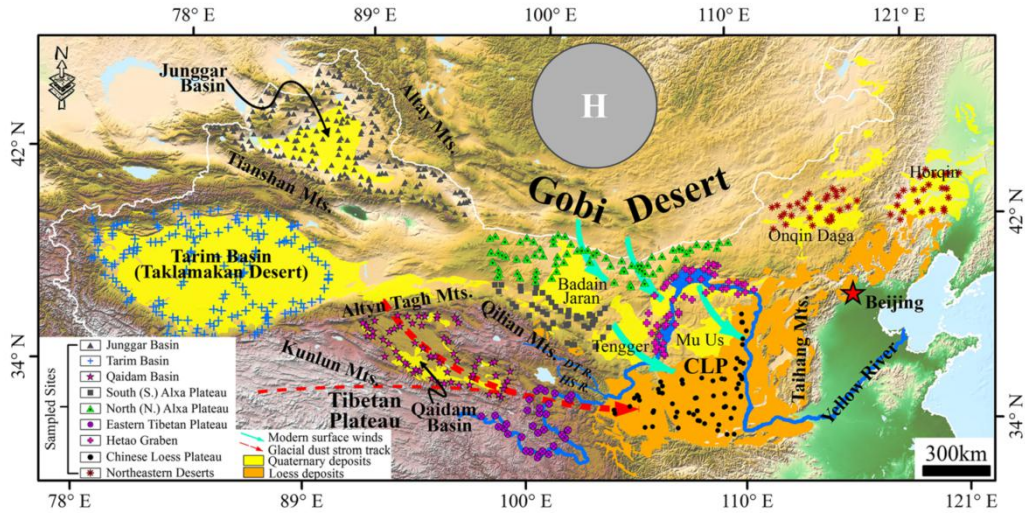 78° E
89° E
100° E
110° E
121° E
N
Junggar
Basin
Altay Mts.
H
42° N
Tianshan Mts.
Gobi Desert
Horqin
42° N
Onqin Daga
Tarim Basin
(Taklamakan Desert)
Badain
Jaran
Beijing
Altyn Tagh Mts.
Qilian Mts.
Tengger
Mu Us
Taihang Mts.
34° N
Kunlun Mts.
DT R.
HS R.
CLP
Yellow River
34° N
Tibetan
Plateau
Qaidam
Basin
Sampled Sites
Junggar Basin
Tarim Basin
Qaidam Basin
South (S.) Alxa Plateau
North (N.) Alxa Plateau
Eastern Tibetan Plateau
Hetao Graben
Chinese Loess Plateau
Northeastern Deserts
Modern surface winds
Glacial dust strom track
Quaternary deposits
Loess deposits
300km
78° E
89° E
100° E
110° E
121° E